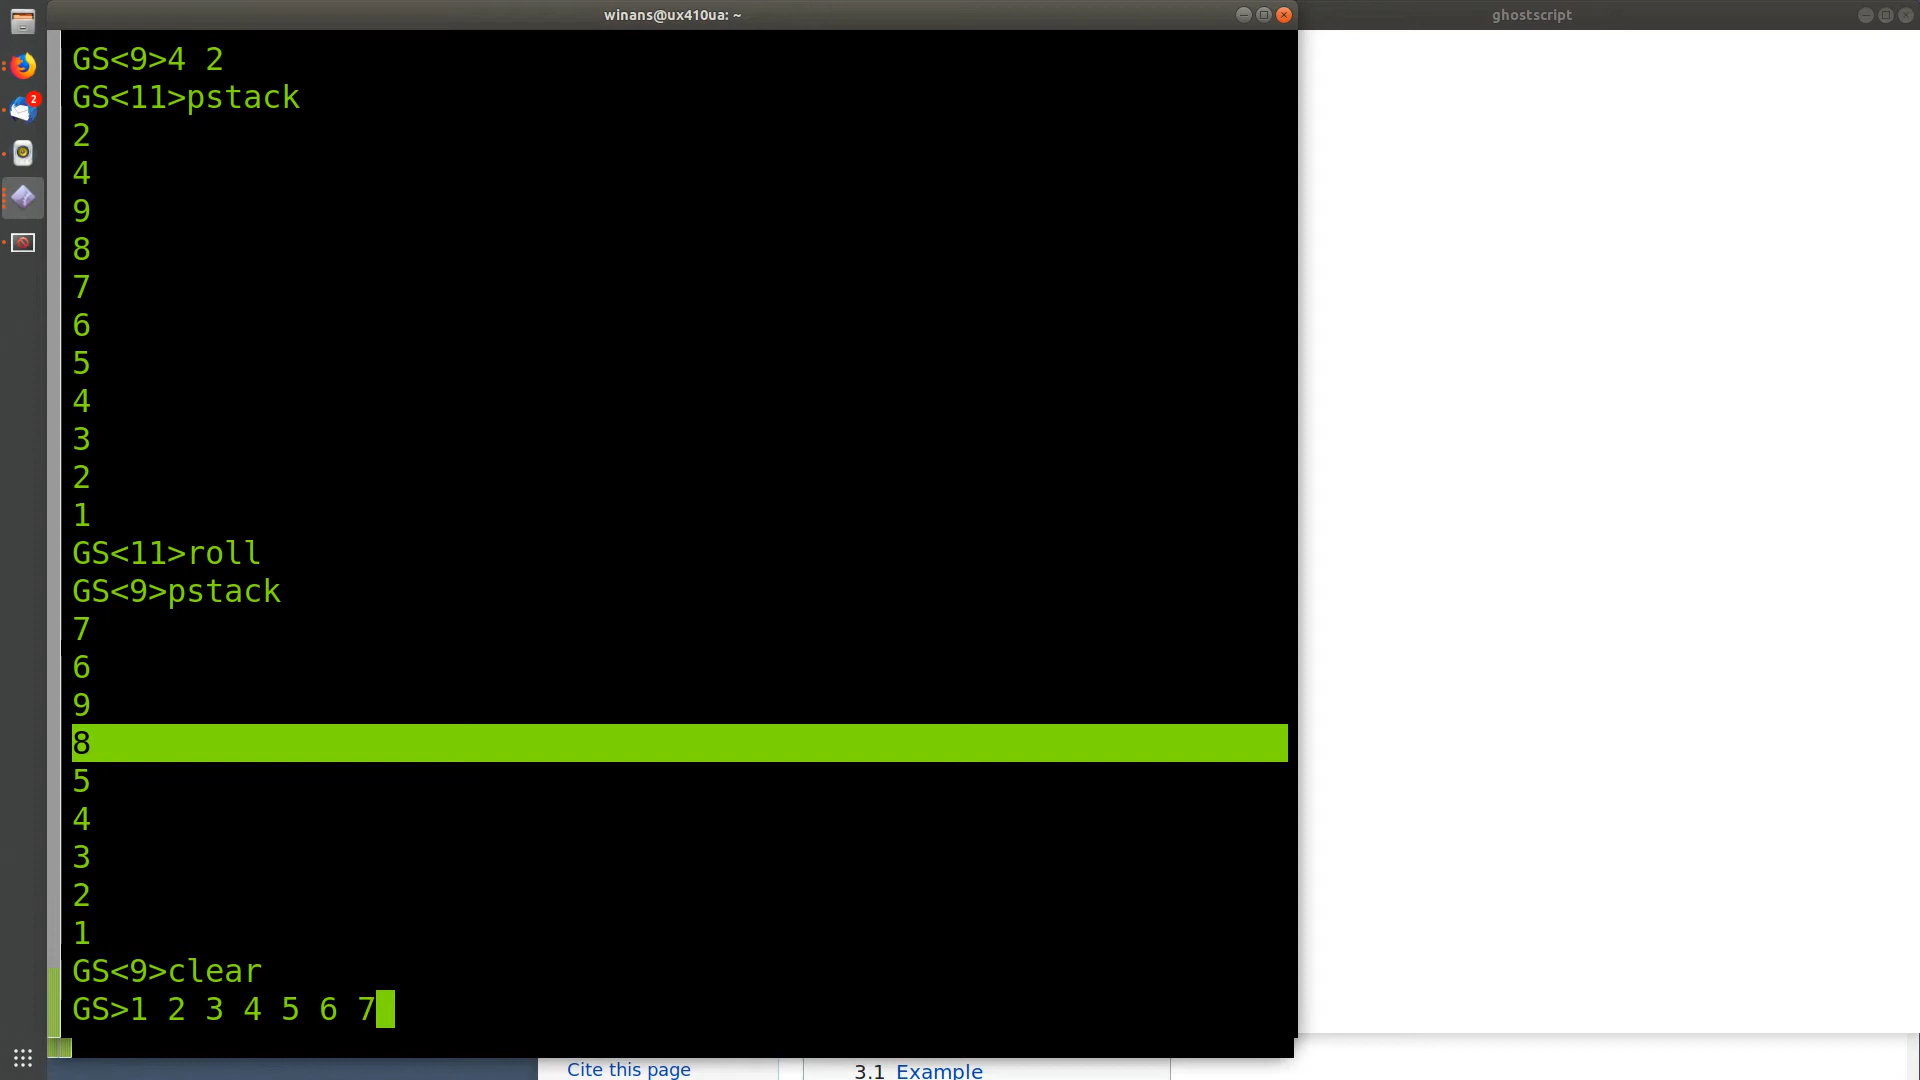 winans@ux410ua: ~
ghostscript
2
GS<9>4 2
GS<11>pstack
2
4
9
8
7
6
5
4
3
2
1
GS<11>roll
GS<9>pstack
7
6
9
8
5
4
3
2
1
GS<9>clear
GS>1 2 3 4 5 6 7
Cite this page
3.1 Example